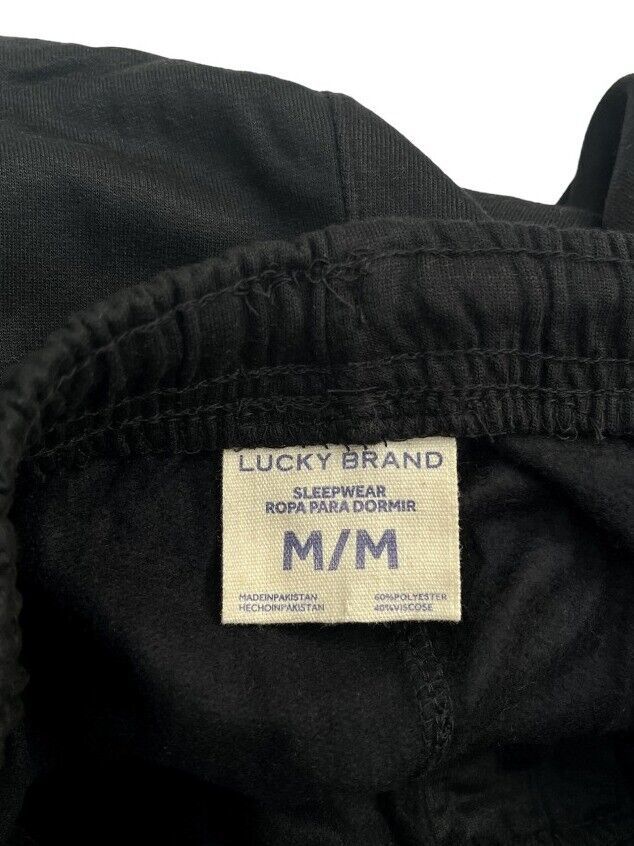 LUCKY BRAND
SLEEPWEAR
ROPA PARA DORMIR
M/M
MADEINPAKISTAN
HECHOINPAKISTAN
60%POLYESTER
40%VISCOSE